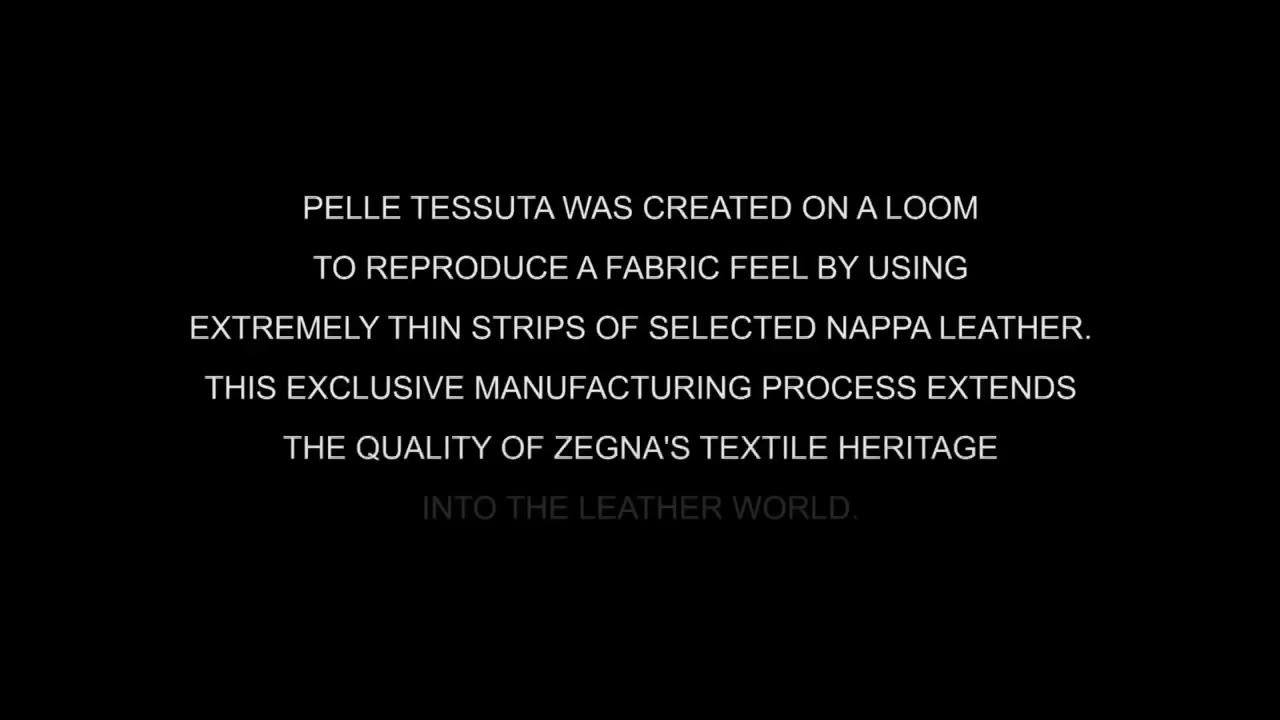 PELLE TESSUTA WAS CREATED ON A LOOM
TO REPRODUCE A FABRIC FEEL BY USING
EXTREMELY THIN STRIPS OF SELECTED NAPPA LEATHER.
THIS EXCLUSIVE MANUFACTURING PROCESS EXTENDS
THE QUALITY OF ZEGNA'S TEXTILE HERITAGE
INTO THE LEATHER WORLD.